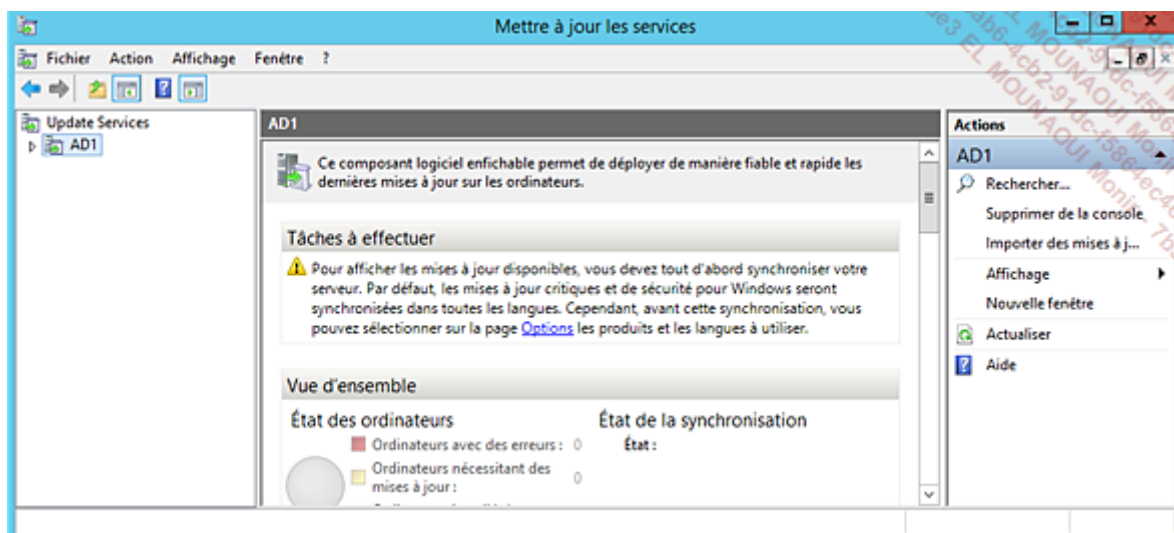 Mettre à jour les services
Fichier Action Affichage Fenêtre ?
Update Services
AD1
AD1
Ce composant logiciel enfichable permet de déployer de manière fiable et rapide les
dernières mises à jour sur les ordinateurs.
Tâches à effectuer
Pour afficher les mises à jour disponibles, vous devez tout d'abord synchroniser votre
serveur. Par défaut, les mises à jour critiques et de sécurité pour Windows seront
synchronisées dans toutes les langues. Cependant, avant cette synchronisation, vous
pouvez sélectionner sur la page Options les produits et les langues à utiliser.
Vue d'ensemble
État des ordinateurs
Ordinateurs avec des erreurs : 0
Ordinateurs nécessitant des
mises à jour : 0
État de la synchronisation
État :
Actions
AD1
Rechercher...
Supprimer de la console
Importer des mises à j...
Affichage
Nouvelle fenêtre
Actualiser
Aide
EL MOUNAOUI Monir